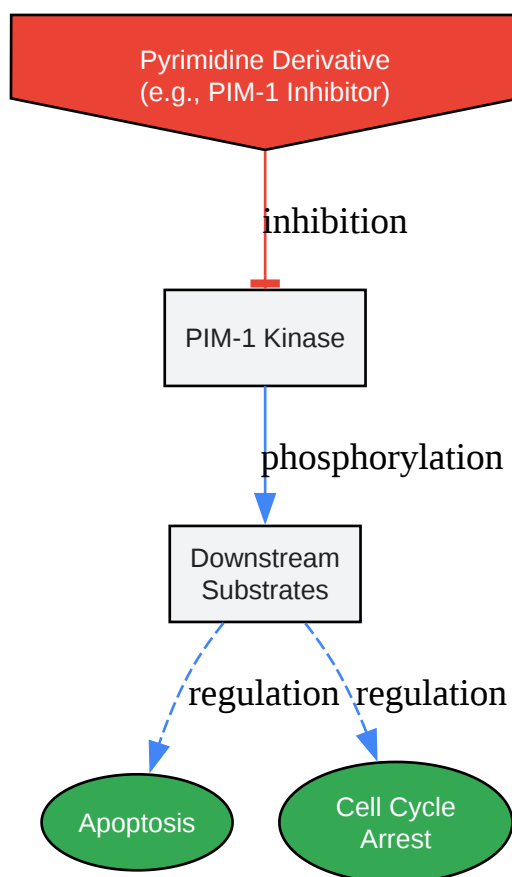 Pyrimidine Derivative
(e.g., PIM-1 Inhibitor)
inhibition
PIM-1 Kinase
phosphorylation
Downstream
Substrates
regulation
regulation
Apoptosis
Cell Cycle
Arrest